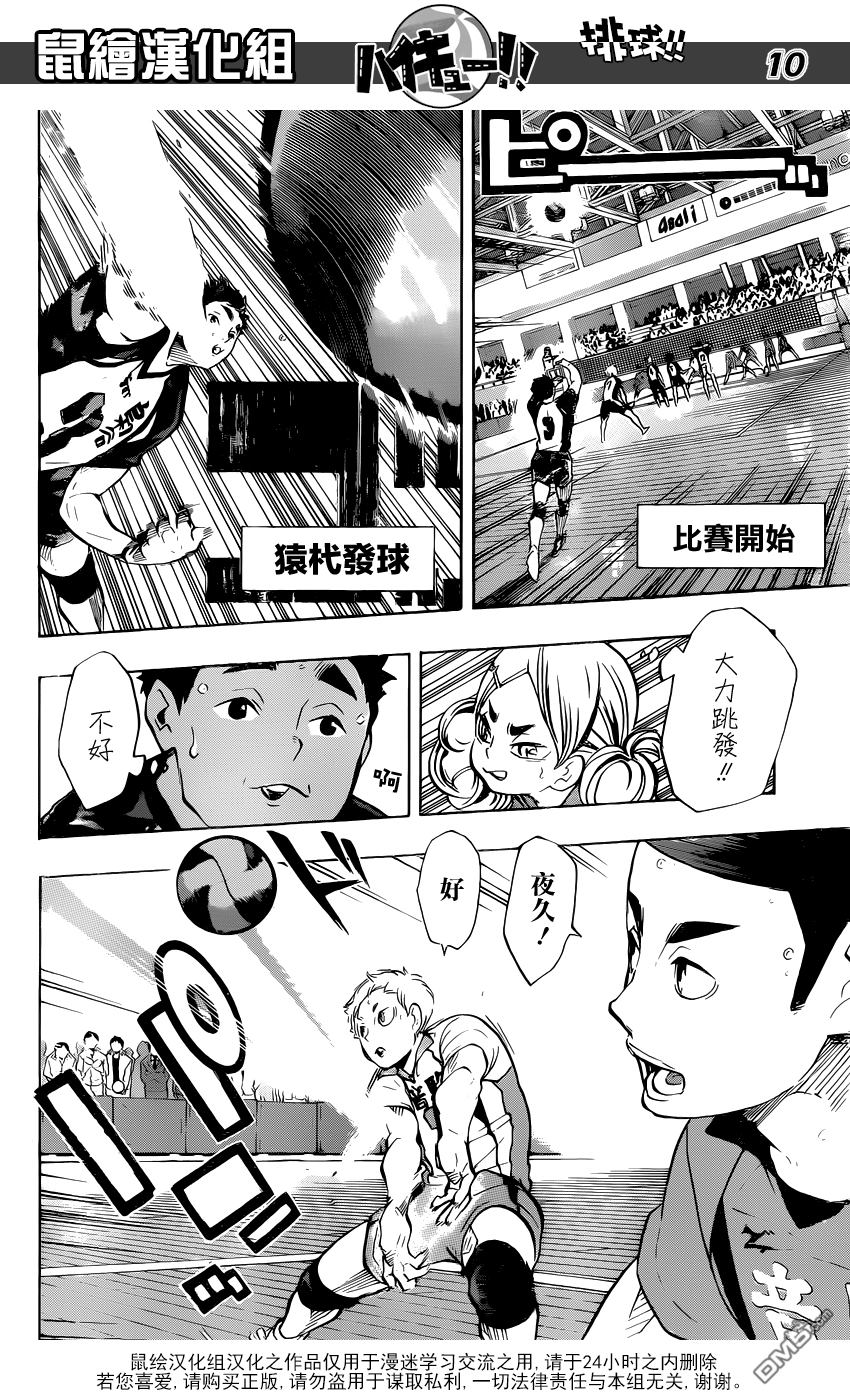 鼠繪漢化組
ハイキュー!!
排球!!
10
ピーーッ
asali
3
比賽開始
猿杙發球
大力跳發!!
不好
啊
夜久!
好
ド
鼠绘汉化组汉化之作品仅用于漫迷学习交流之用, 请于24小时之内删除
若您喜爱, 请购买正版, 请勿用于谋取私利, 一切法律责任与本组无关, 谢谢。
DM5.com